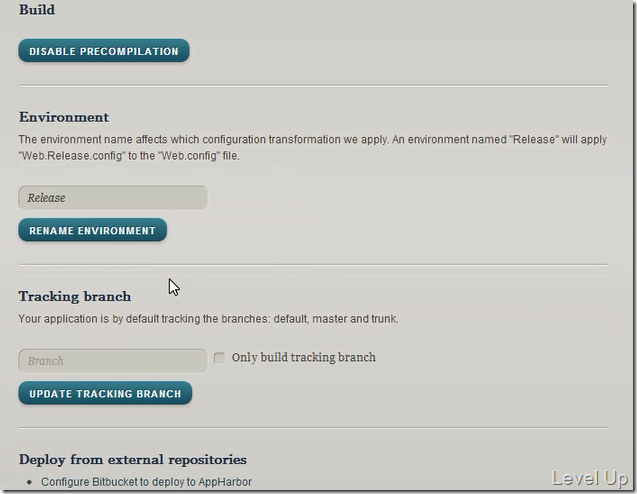 Build
DISABLE PRECOMPILATION
Environment
The environment name affects which configuration transformation we apply. An environment named "Release" will apply
"Web.Release.config" to the "Web.config" file.
Release
RENAME ENVIRONMENT
Tracking branch
Your application is by default tracking the branches: default, master and trunk.
Branch
Only build tracking branch
UPDATE TRACKING BRANCH
Deploy from external repositories
Configure Bitbucket to deploy to AppHarbor
Level Up